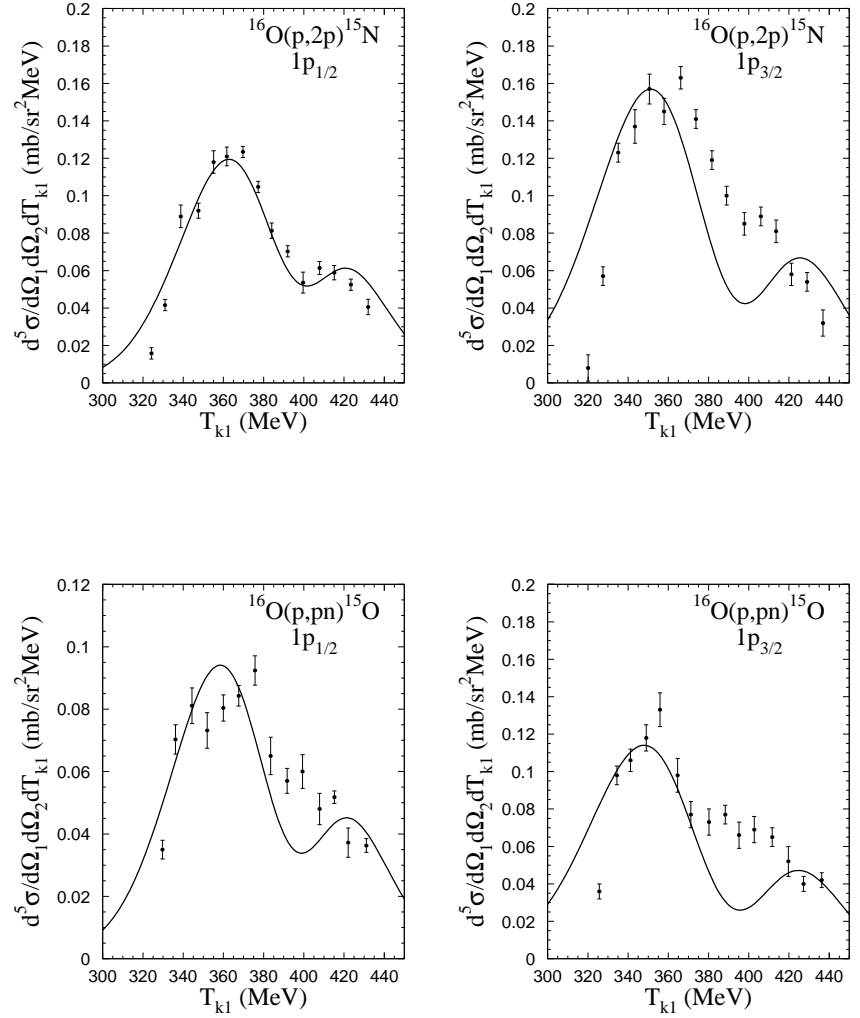 0.2
0.18
0.16
0.14
0.12
0.1
0.08
0.06
0.04
0.02
0
300 320 340 360 380 400 420 440
T_k1 (MeV)
d⁵σ/dΩ₁dΩ₂dT_k1 (mb/sr²MeV)
¹⁶O(p,2p)¹⁵N
1p_1/2
0.2
0.18
0.16
0.14
0.12
0.1
0.08
0.06
0.04
0.02
0
300 320 340 360 380 400 420 440
T_k1 (MeV)
d⁵σ/dΩ₁dΩ₂dT_k1 (mb/sr²MeV)
¹⁶O(p,2p)¹⁵N
1p_3/2
0.12
0.1
0.08
0.06
0.04
0.02
0
300 320 340 360 380 400 420 440
T_k1 (MeV)
d⁵σ/dΩ₁dΩ₂dT_k1 (mb/sr²MeV)
¹⁶O(p,pn)¹⁵O
1p_1/2
0.2
0.18
0.16
0.14
0.12
0.1
0.08
0.06
0.04
0.02
0
300 320 340 360 380 400 420 440
T_k1 (MeV)
d⁵σ/dΩ₁dΩ₂dT_k1 (mb/sr²MeV)
¹⁶O(p,pn)¹⁵O
1p_3/2